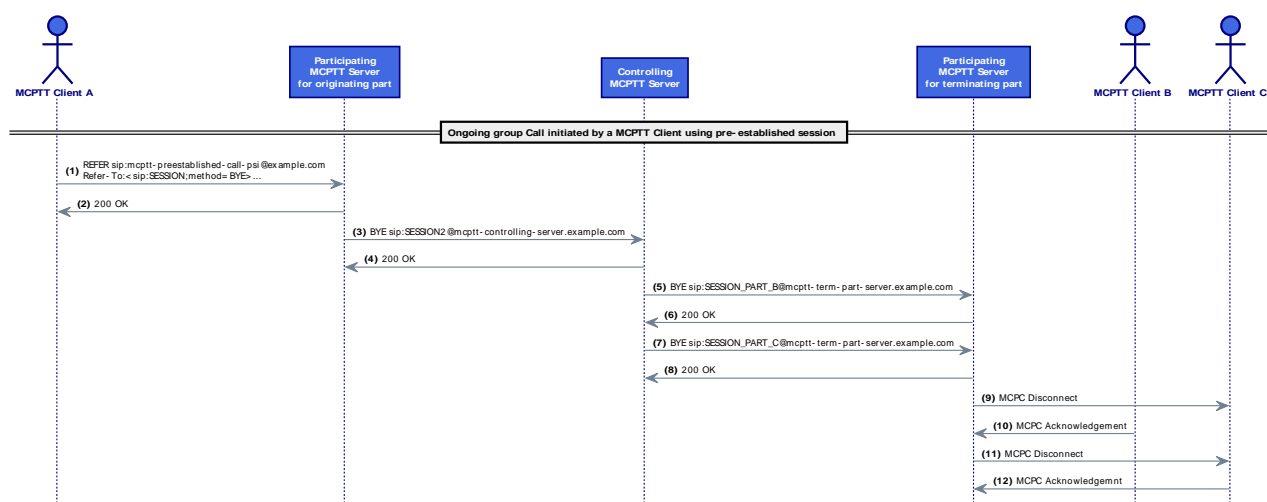 Participating
MCPTT Server
for originating part
Controlling
MCPTT Server
Participating
MCPTT Server
for terminating part
MCPTT Client A
MCPTT Client B
MCPTT Client C
Ongoing group Call initiated by a MCPTT Client using pre-established session
(1) REFER sip:mcptt-preestablished-call-psi@example.com
Refer-To:<sip:SESSION;method=BYE>...
(2) 200 OK
(3) BYE sip:SESSION2@mcptt-controlling-server.example.com
(4) 200 OK
(5) BYE sip:SESSION_PART_B@mcptt-term-part-server.example.com
(6) 200 OK
(7) BYE sip:SESSION_PART_C@mcptt-term-part-server.example.com
(8) 200 OK
(9) MCPC Disconnect
(10) MCPC Acknowledgement
(11) MCPC Disconnect
(12) MCPC Acknowledgemnt